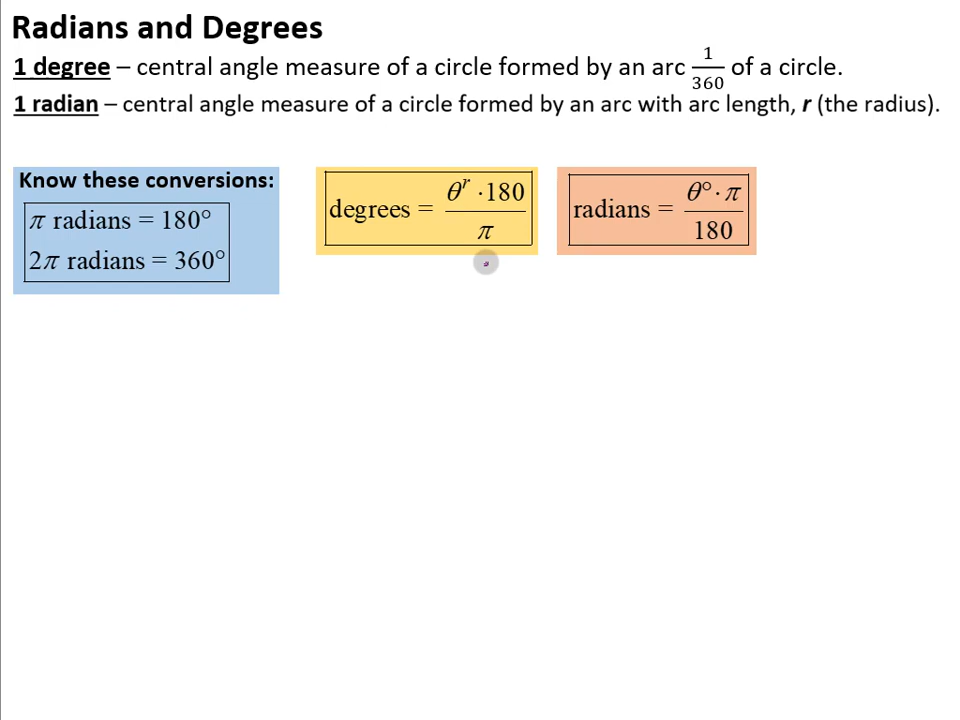 Radians and Degrees
1 degree – central angle measure of a circle formed by an arc 1/360 of a circle.
1 radian – central angle measure of a circle formed by an arc with arc length, r (the radius).
Know these conversions:
π radians = 180°
2π radians = 360°
degrees = θʳ · 180 / π
radians = θ° · π / 180